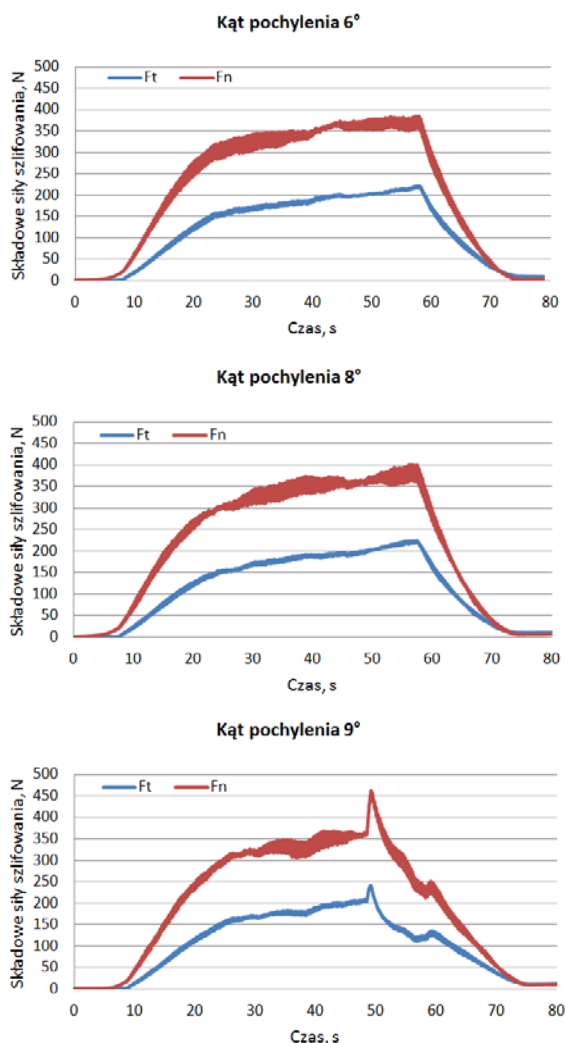 Kąt pochylenia 6°
Składowe siły szlifowania, N
500
450
400
350
300
250
200
150
100
50
0
Ft Fn
0 10 20 30 40 50 60 70 80
Czas, s
Kąt pochylenia 8°
Składowe siły szlifowania, N
500
450
400
350
300
250
200
150
100
50
0
Ft Fn
0 10 20 30 40 50 60 70 80
Czas, s
Kąt pochylenia 9°
Składowe siły szlifowania, N
500
450
400
350
300
250
200
150
100
50
0
Ft Fn
0 10 20 30 40 50 60 70 80
Czas, s